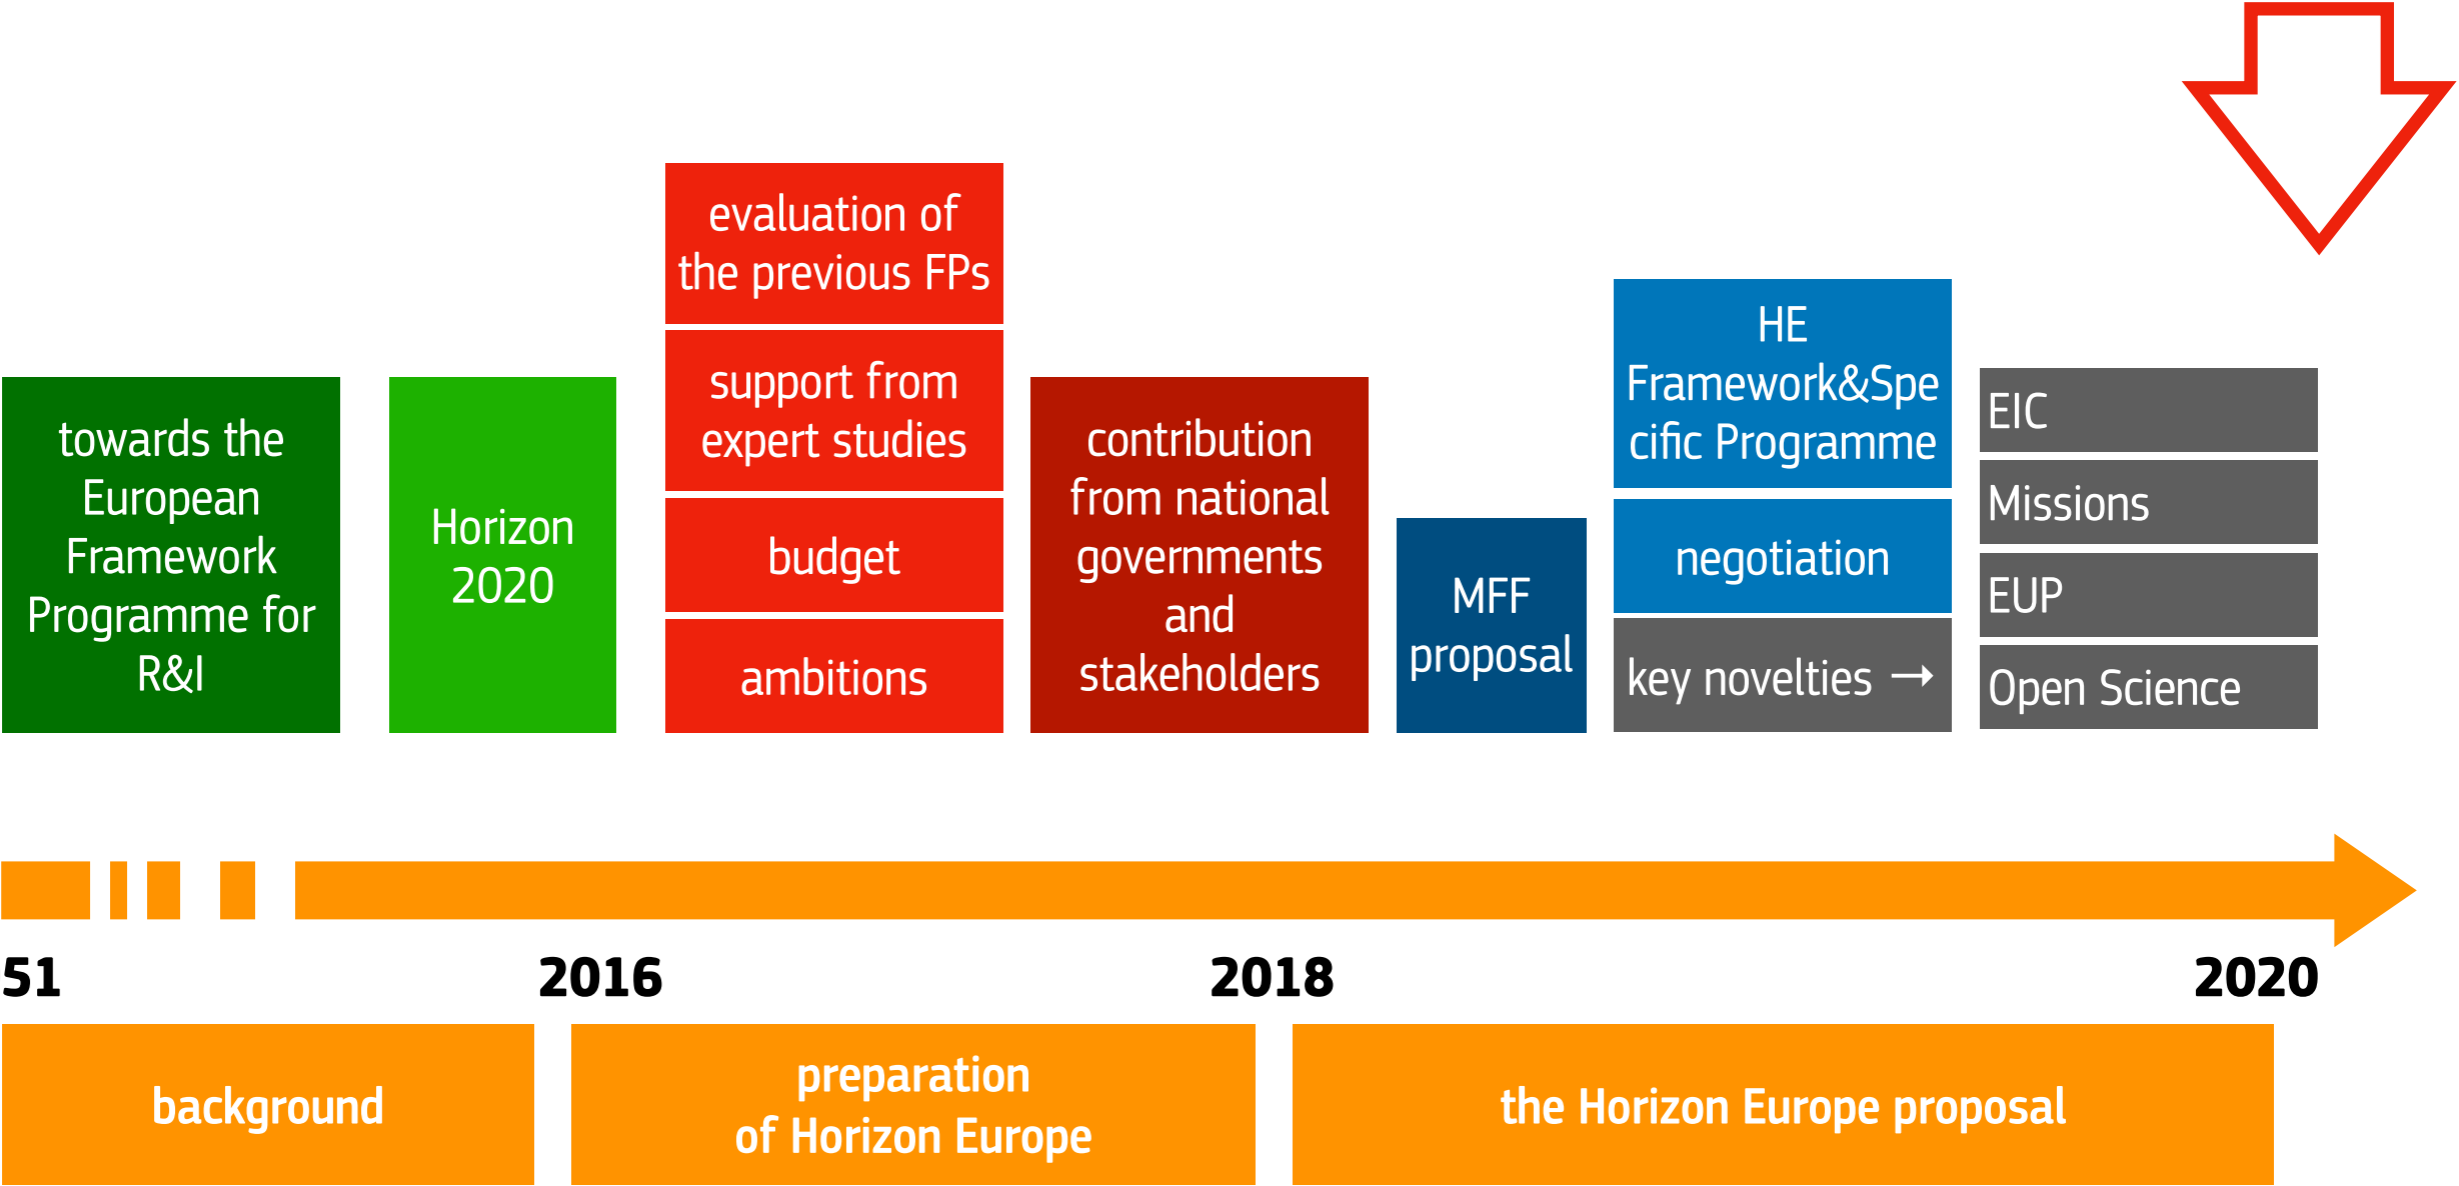 evaluation of
the previous FPs
support from
expert studies
budget
ambitions
towards the
European
Framework
Programme for
R&I
Horizon
2020
contribution
from national
governments
and
stakeholders
MFF
proposal
HE
Framework&Spe
cific Programme
negotiation
key novelties →
EIC
Missions
EUP
Open Science
51
2016
2018
2020
background
preparation
of Horizon Europe
the Horizon Europe proposal